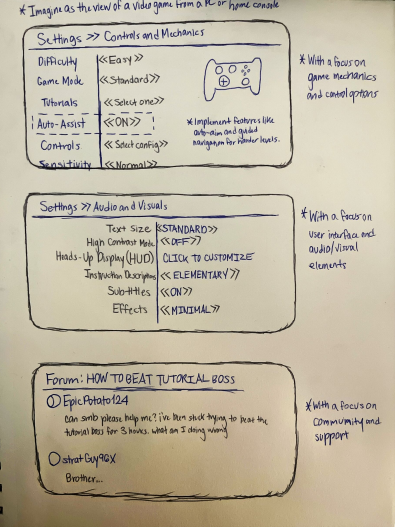 * Imagine as the view of a video game from a PC or home console
Settings >> Controls and Mechanics
Difficulty <<Easy>>
Game Mode <<Standard>>
Tutorials <<Select one>>
Auto-Assist <<ON>>
Controls <<Select config>>
Sensitivity <<Normal>>
* Implement features like
auto-aim and guided
navigation for harder levels.
* With a focus on
game mechanics
and control options
Settings >> Audio and Visuals
Text Size <<STANDARD>>
High Contrast Mode <<OFF>>
Heads-Up Display (HUD) CLICK TO CUSTOMIZE
Instruction Descriptions <<ELEMENTARY>>
Subtitles <<ON>>
Effects <<MINIMAL>>
* With a focus on
user interface and
audio/visual
elements
Forum: HOW TO BEAT TUTORIAL BOSS
EpicPotato124
Can smb please help me? i've been stuck trying to beat the
tutorial boss for 3 hours. what am I doing wrong
stratGuy96X
Brother...
* With a focus on
community and
support